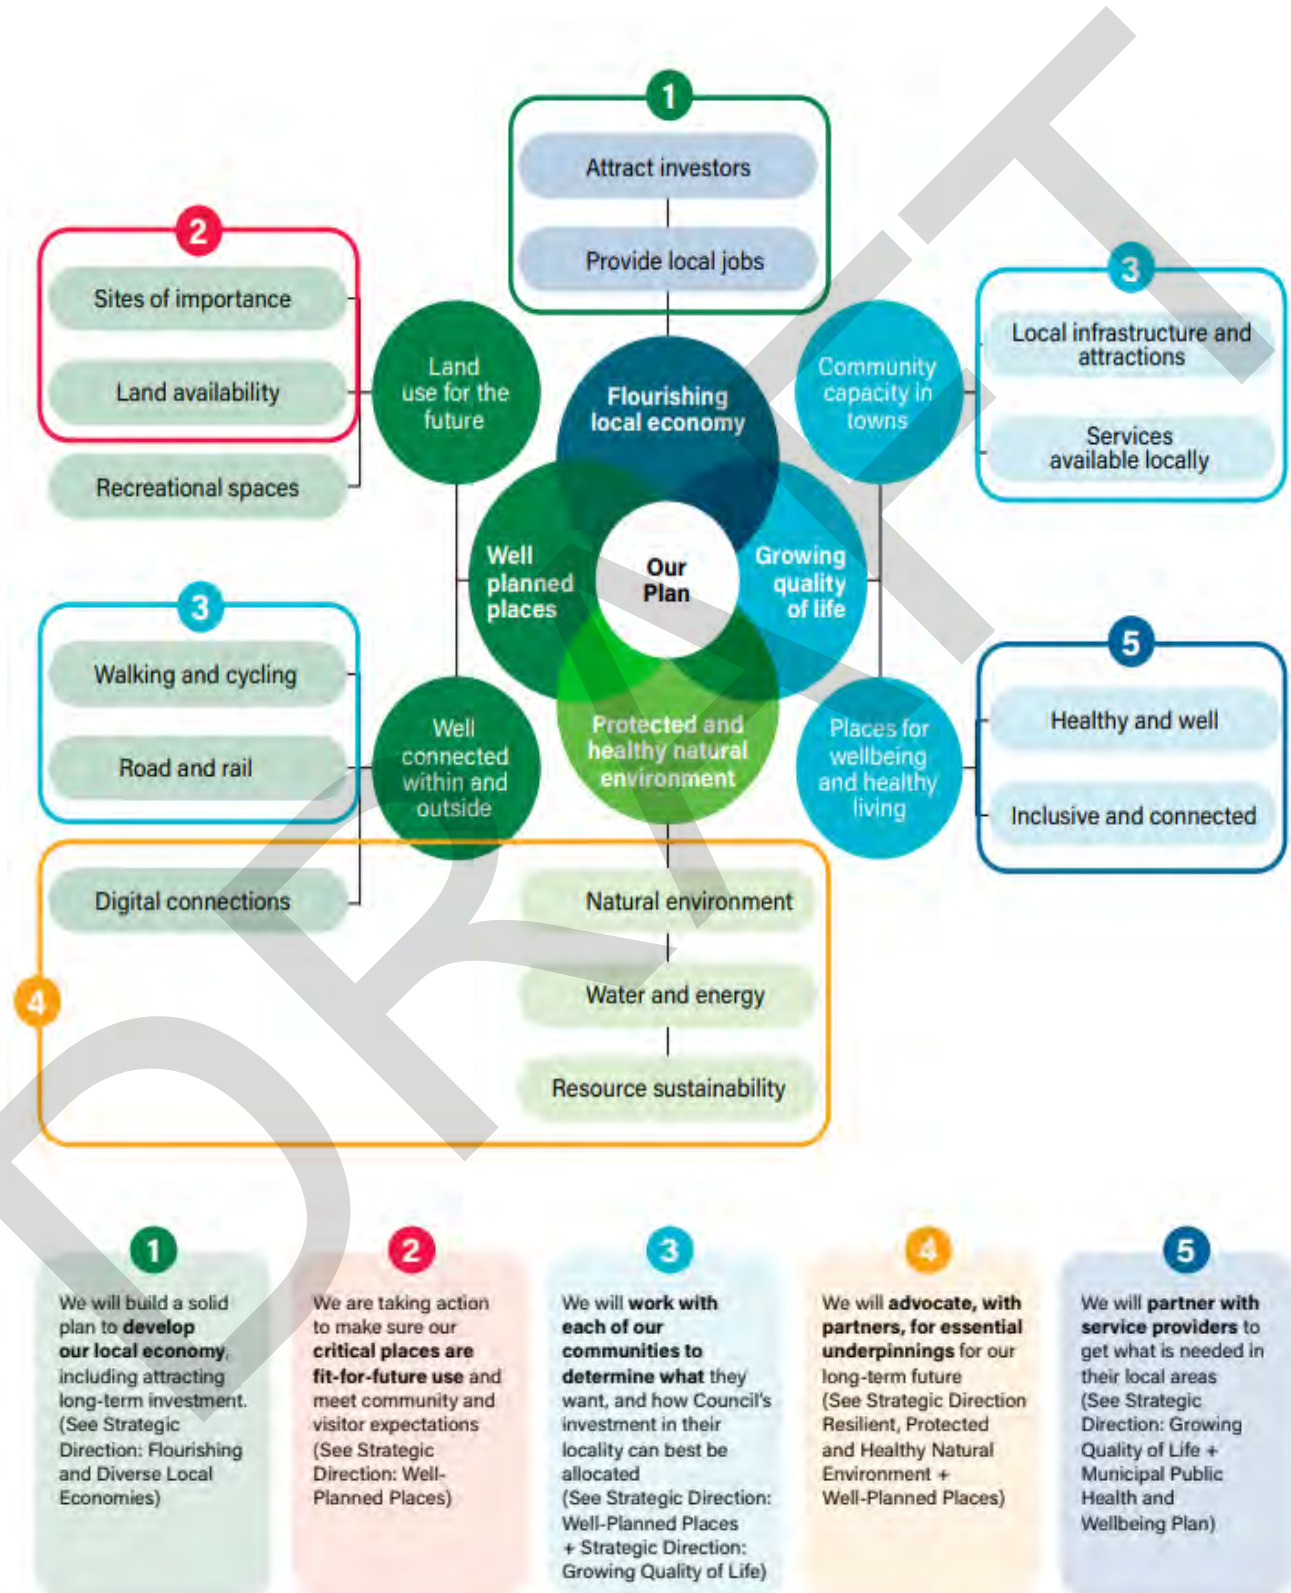 1
Attract investors
Provide local jobs
2
Sites of importance
Land availability
Recreational spaces
Land
use for the
future
Flourishing
local economy
Community
capacity in
towns
3
Local infrastructure and
attractions
Services
available locally
Well
planned
places
Our
Plan
Growing
quality
of life
3
Walking and cycling
Road and rail
Well
connected
within and
outside
Protected and
healthy natural
environment
Places for
wellbeing
and healthy
living
5
Healthy and well
Inclusive and connected
4
Digital connections
Natural environment
Water and energy
Resource sustainability
DRAFT
1
We will build a solid
plan to develop
our local economy,
including attracting
long-term investment.
(See Strategic
Direction: Flourishing
and Diverse Local
Economies)
2
We are taking action
to make sure our
critical places are
fit-for-future use and
meet community and
visitor expectations
(See Strategic
Direction: Well-
Planned Places)
3
We will work with
each of our
communities to
determine what they
want, and how Council's
investment in their
locality can best be
allocated
(See Strategic Direction:
Well-Planned Places
+ Strategic Direction:
Growing Quality of Life)
4
We will advocate, with
partners, for essential
underpinnings for our
long-term future
(See Strategic Direction
Resilient, Protected
and Healthy Natural
Environment +
Well-Planned Places)
5
We will partner with
service providers to
get what is needed in
their local areas
(See Strategic
Direction: Growing
Quality of Life +
Municipal Public
Health and
Wellbeing Plan)